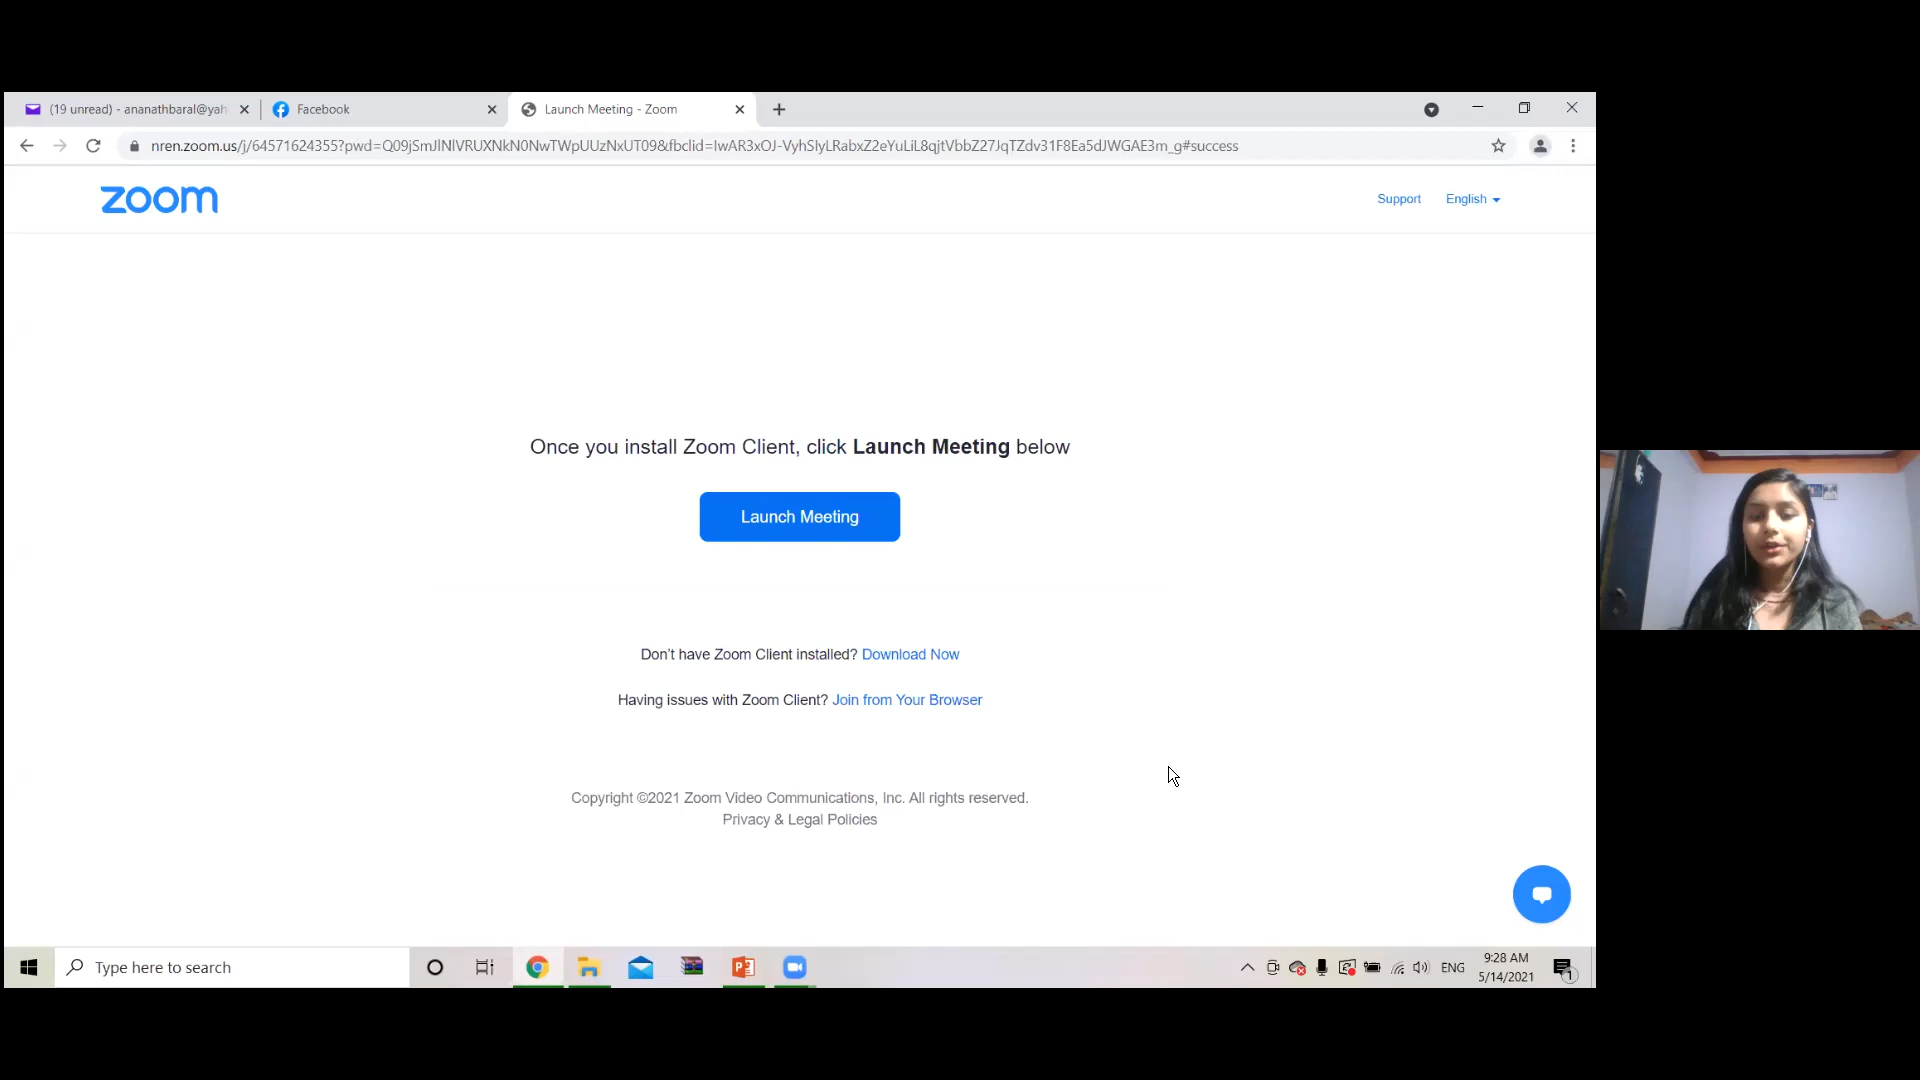 (19 unread) - ananathbaral@yah
Facebook
Launch Meeting - Zoom
nren.zoom.us/j/64571624355?pwd=Q09jSmJlNlVRUXNkN0NwTWpUUzNxUT09&fbclid=IwAR3xOJ-VyhSIyLRabxZ2eYuLiL8qjtVbbZ27JqTZdv31F8Ea5dJWGAE3m_g#success
zoom
Support
English
Once you install Zoom Client, click Launch Meeting below
Launch Meeting
Don't have Zoom Client installed? Download Now
Having issues with Zoom Client? Join from Your Browser
Copyright ©2021 Zoom Video Communications, Inc. All rights reserved.
Privacy & Legal Policies
Type here to search
ENG
9:28 AM
5/14/2021
1